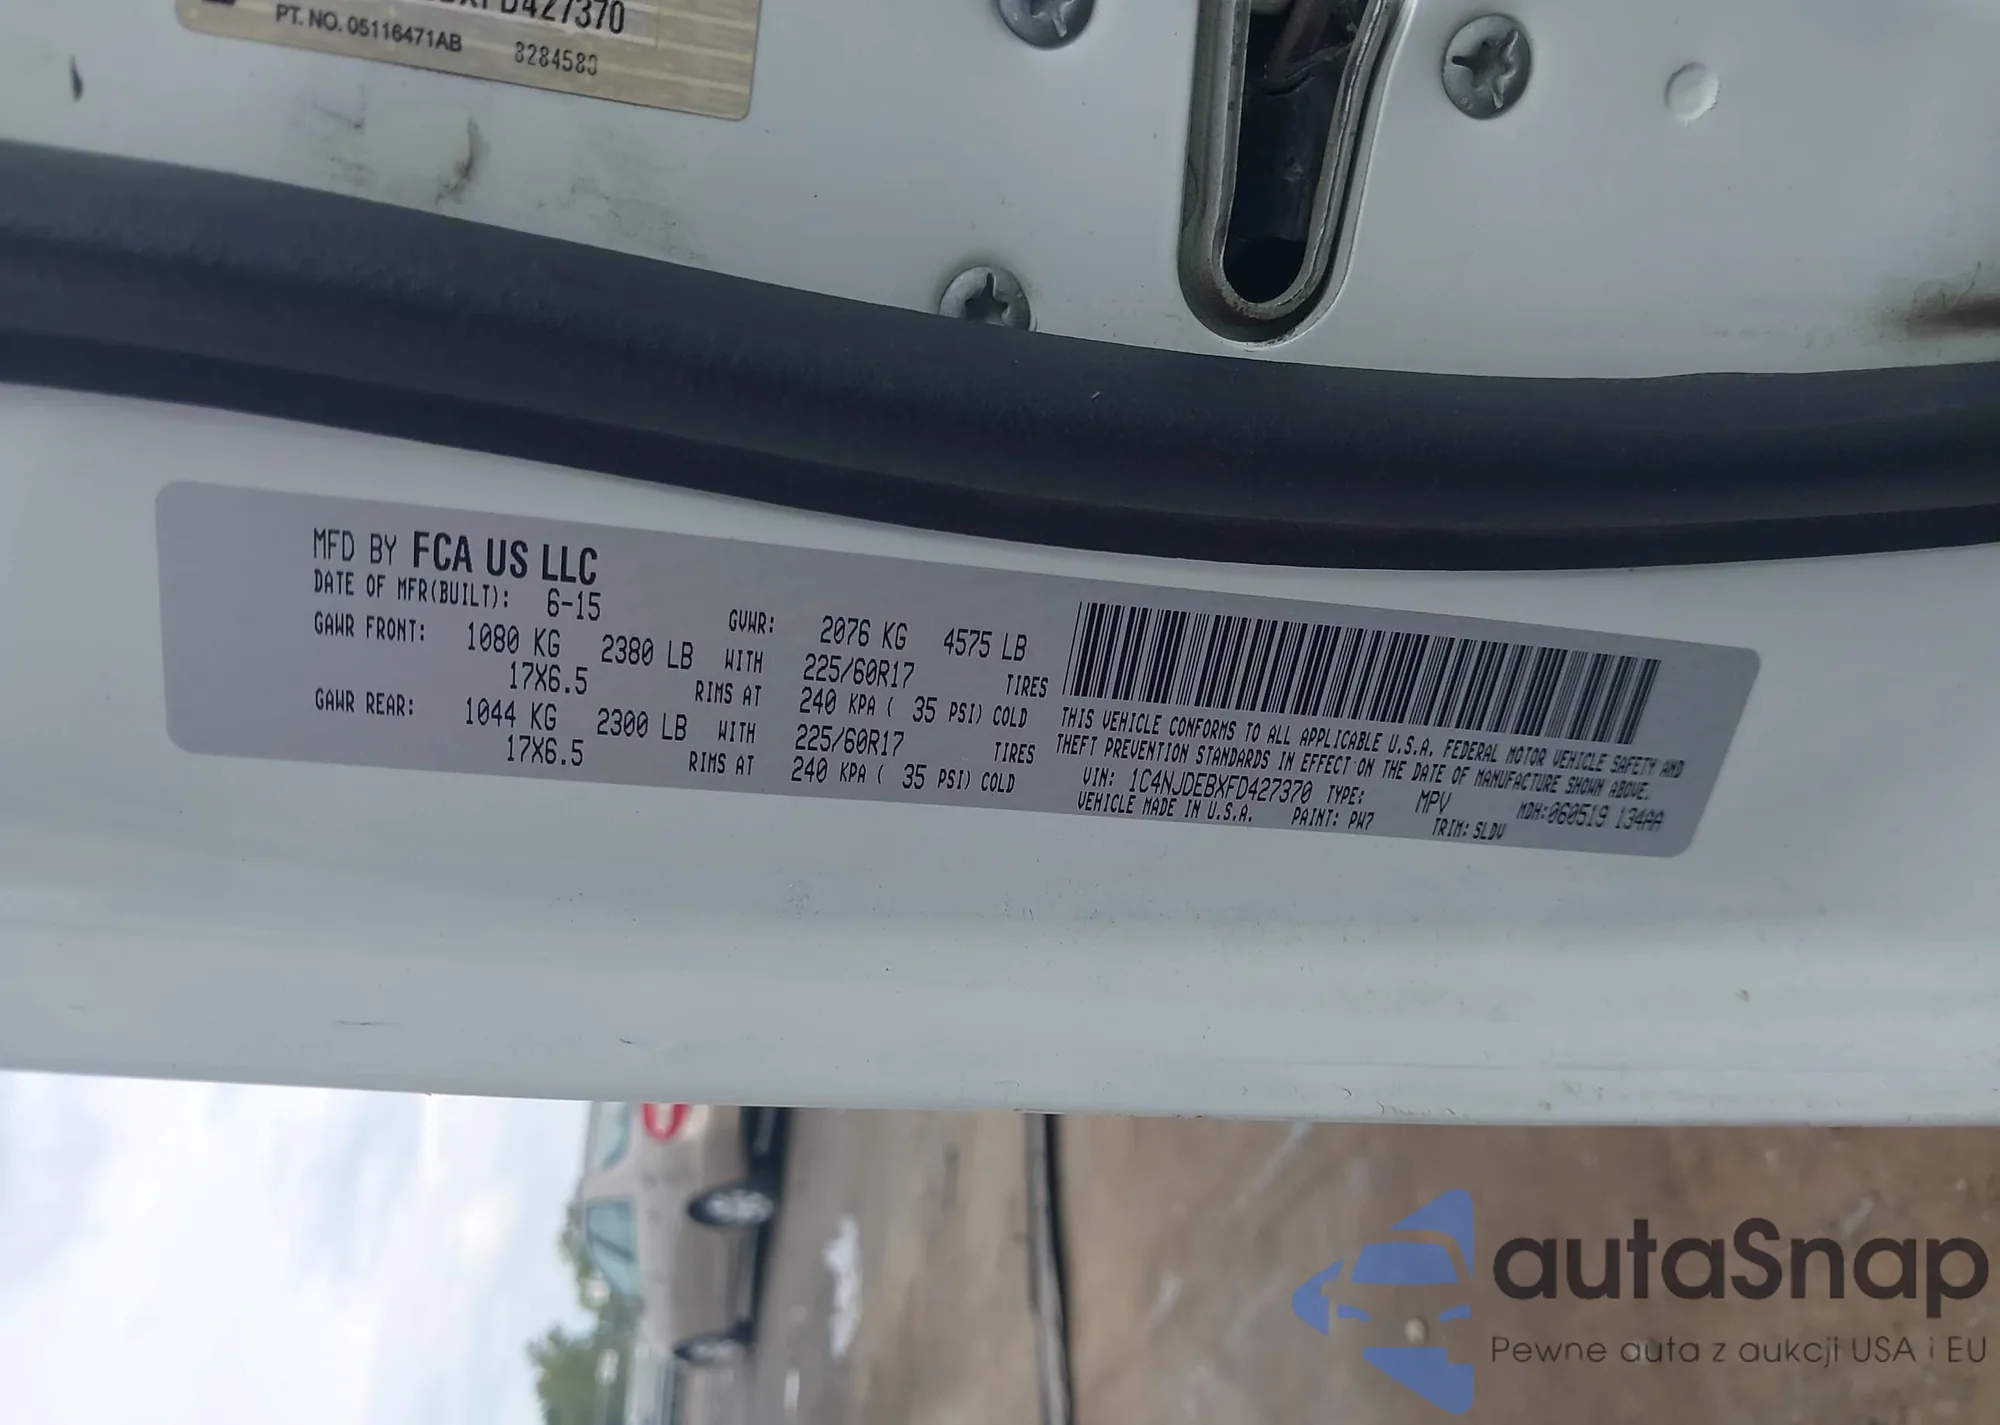 FD427370
PT. NO. 05116471AB 8284580
MFD BY FCA US LLC
DATE OF MFR(BUILT): 6-15 GVWR: 2076 KG 4575 LB
GAWR FRONT: 1080 KG 2380 LB WITH 225/60R17 TIRES
17X6.5 RIMS AT 240 KPA ( 35 PSI) COLD
GAWR REAR: 1044 KG 2300 LB WITH 225/60R17 TIRES
17X6.5 RIMS AT 240 KPA ( 35 PSI) COLD
THIS VEHICLE CONFORMS TO ALL APPLICABLE U.S.A. FEDERAL MOTOR VEHICLE SAFETY AND
THEFT PREVENTION STANDARDS IN EFFECT ON THE DATE OF MANUFACTURE SHOWN ABOVE.
VIN: 1C4NJDEBXFD427370 TYPE: MPV MDH:060519 134AA
VEHICLE MADE IN U.S.A. PAINT: PW7 TRIM: SLDV
autaSnap
Pewne auta z aukcji USA i EU